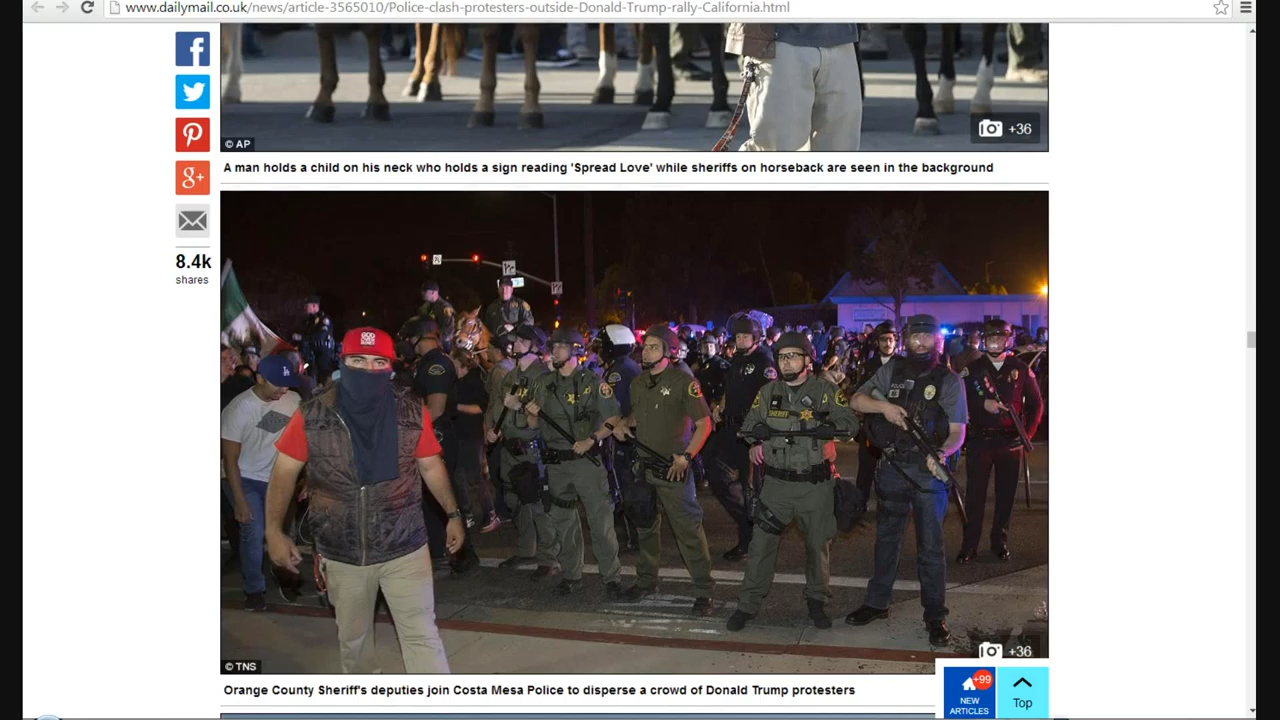 www.dailymail.co.uk/news/article-3565010/Police-clash-protesters-outside-Donald-Trump-rally-California.html
+36
© AP
A man holds a child on his neck who holds a sign reading 'Spread Love' while sheriffs on horseback are seen in the background
8.4k
shares
SHERIFF
POLICE
+36
© TNS
Orange County Sheriff's deputies join Costa Mesa Police to disperse a crowd of Donald Trump protesters
+99
NEW
ARTICLES
Top